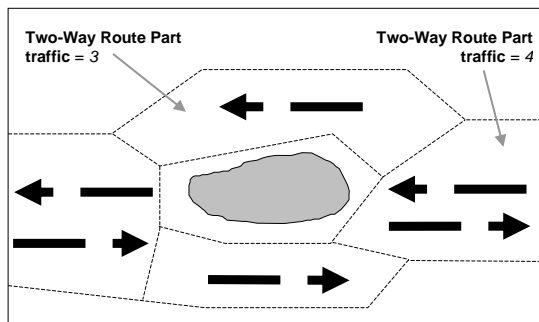 Two-Way Route Part
traffic = 3
Two-Way Route Part
traffic = 4